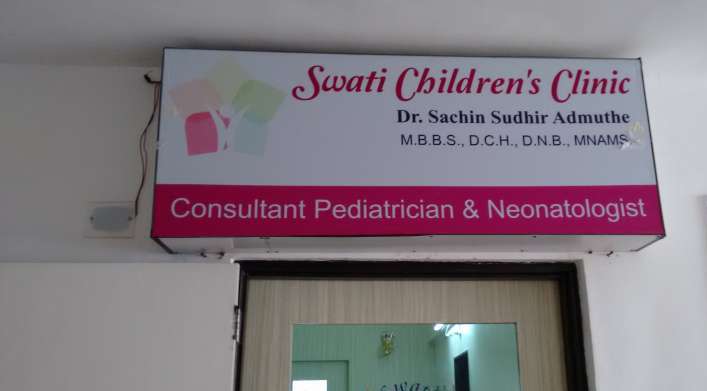 Swati Children's Clinic
Dr. Sachin Sudhir Admuthe
M.B.B.S., D.C.H., D.N.B., MNAMS
Consultant Pediatrician & Neonatologist